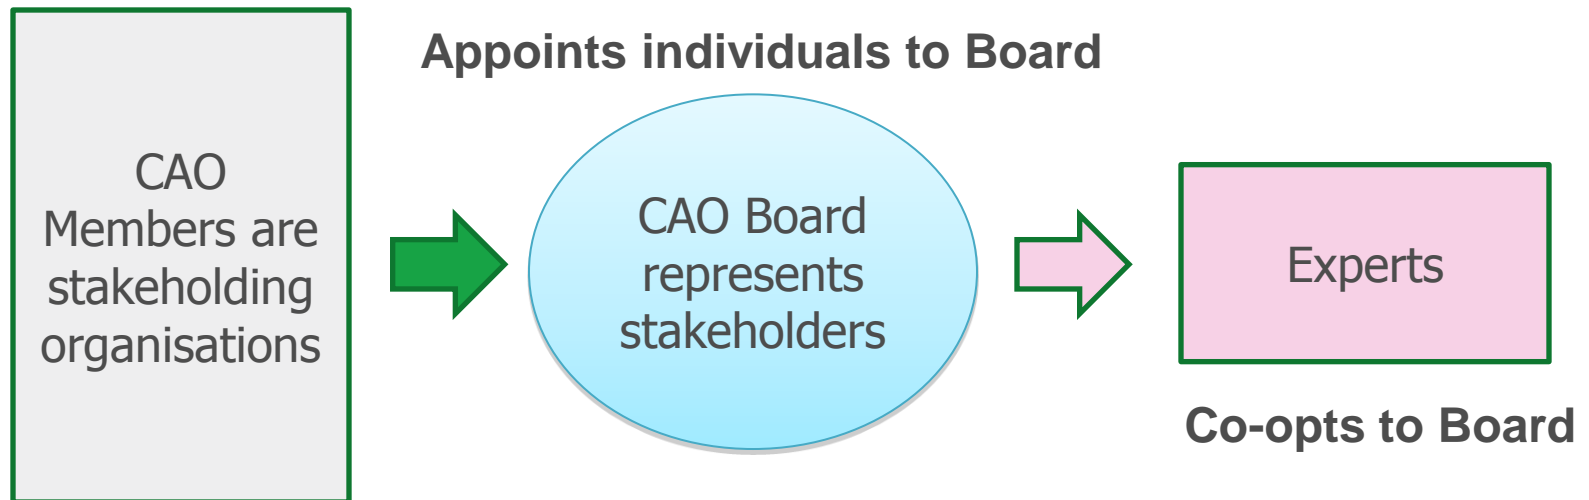 Appoints individuals to Board
CAO
Members are
stakeholding
organisations
CAO Board
represents
stakeholders
Experts
Co-opts to Board